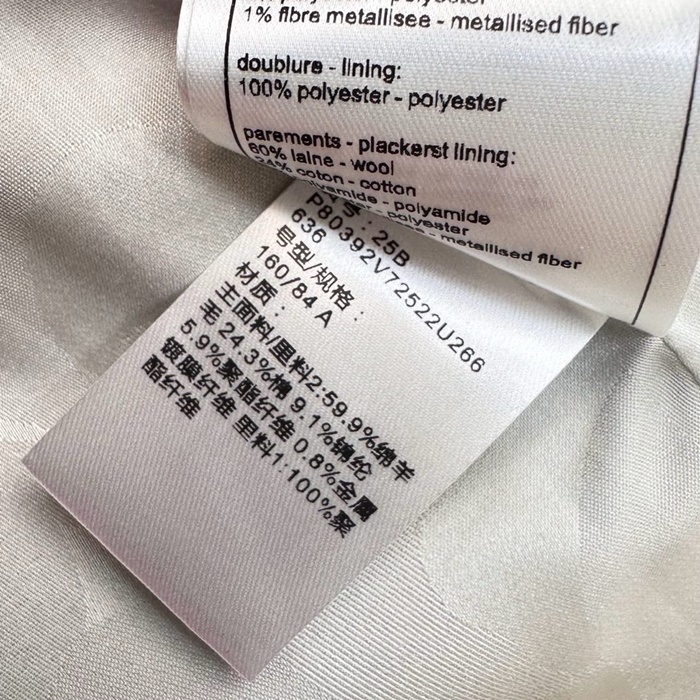 1% fibre metallisee - metallised fiber
doublure - lining:
100% polyester - polyester
parements - plackerst lining:
60% laine - wool
24% coton - cotton
polyamide - polyamide
polyester
metallised fiber
25B
P80392V72522U266
636
号型/规格：
160/84 A
材质：
主面料/里料2:59.9%绵羊
毛 24.3%棉 9.1%锦纶
5.9%聚酯纤维 0.8%金属
镀膜纤维 里料1:100%聚
酯纤维